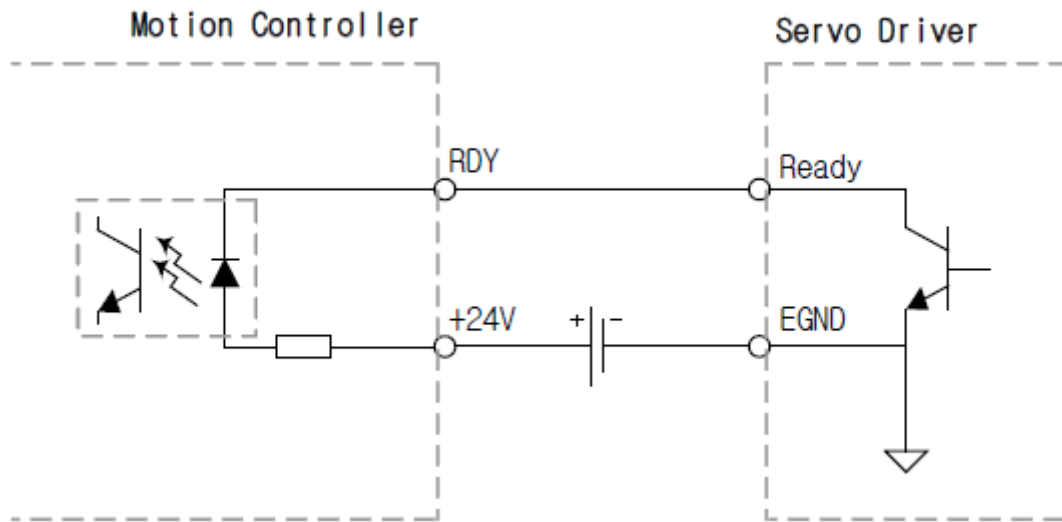 Motion Controller
Servo Driver
RDY
Ready
+24V
+ -
EGND